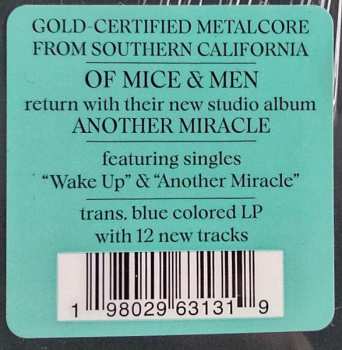 GOLD-CERTIFIED METALCORE
FROM SOUTHERN CALIFORNIA
OF MICE & MEN
return with their new studio album
ANOTHER MIRACLE
featuring singles
“Wake Up” & “Another Miracle”
trans. blue colored LP
with 12 new tracks
1 98029 63131 9